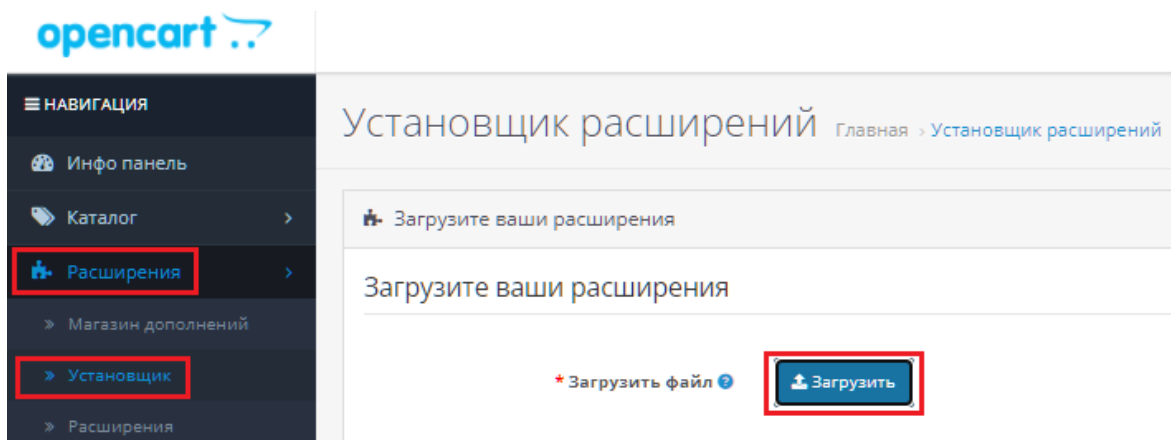 opencart
НАВИГАЦИЯ
Установщик расширений Главная › Установщик расширений
Инфо панель
Каталог
Загрузите ваши расширения
Расширения
Загрузите ваши расширения
» Магазин дополнений
» Установщик
* Загрузить файл ? Загрузить
» Расширения